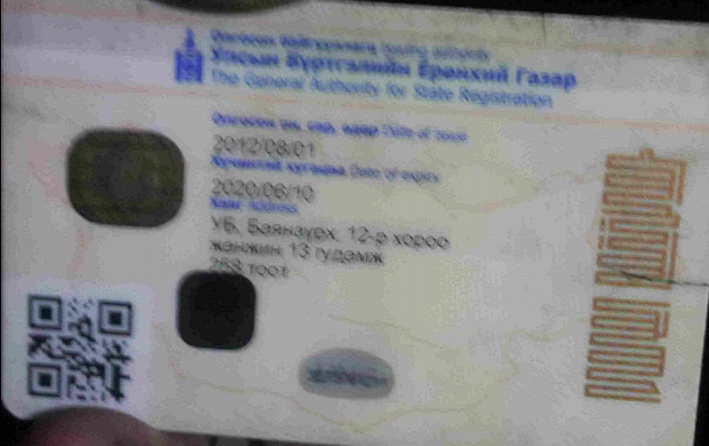 Олгосон байгууллага Issuing authority
Улсын Бүртгэлийн Ерөнхий Газар
The General Authority for State Registration
Олгосон он, сар, өдөр Date of issue
2012/08/01
Хүчинтэй хугацаа Date of expiry
2020/06/10
Хаяг Address
УБ, Баянзүрх, 12-р хороо
жанжин 13 гудамж
258 тоот